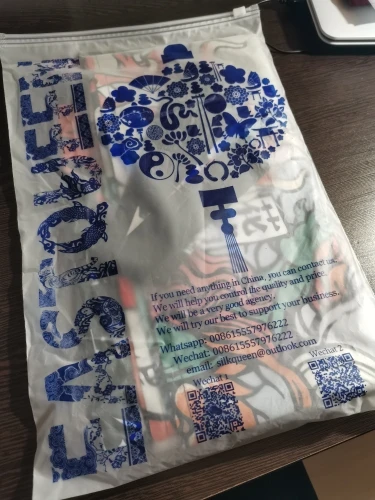 EASTQUEEN
If you need anything in China, you can contact us.
We will help you control the quality and price.
We will be a very good agency.
We will try our best to support your business.
Whatsapp: 008615557976222
Wechat: 008615557976222
email: silkqueen@outlook.com
Wechat 1
Wechat 2